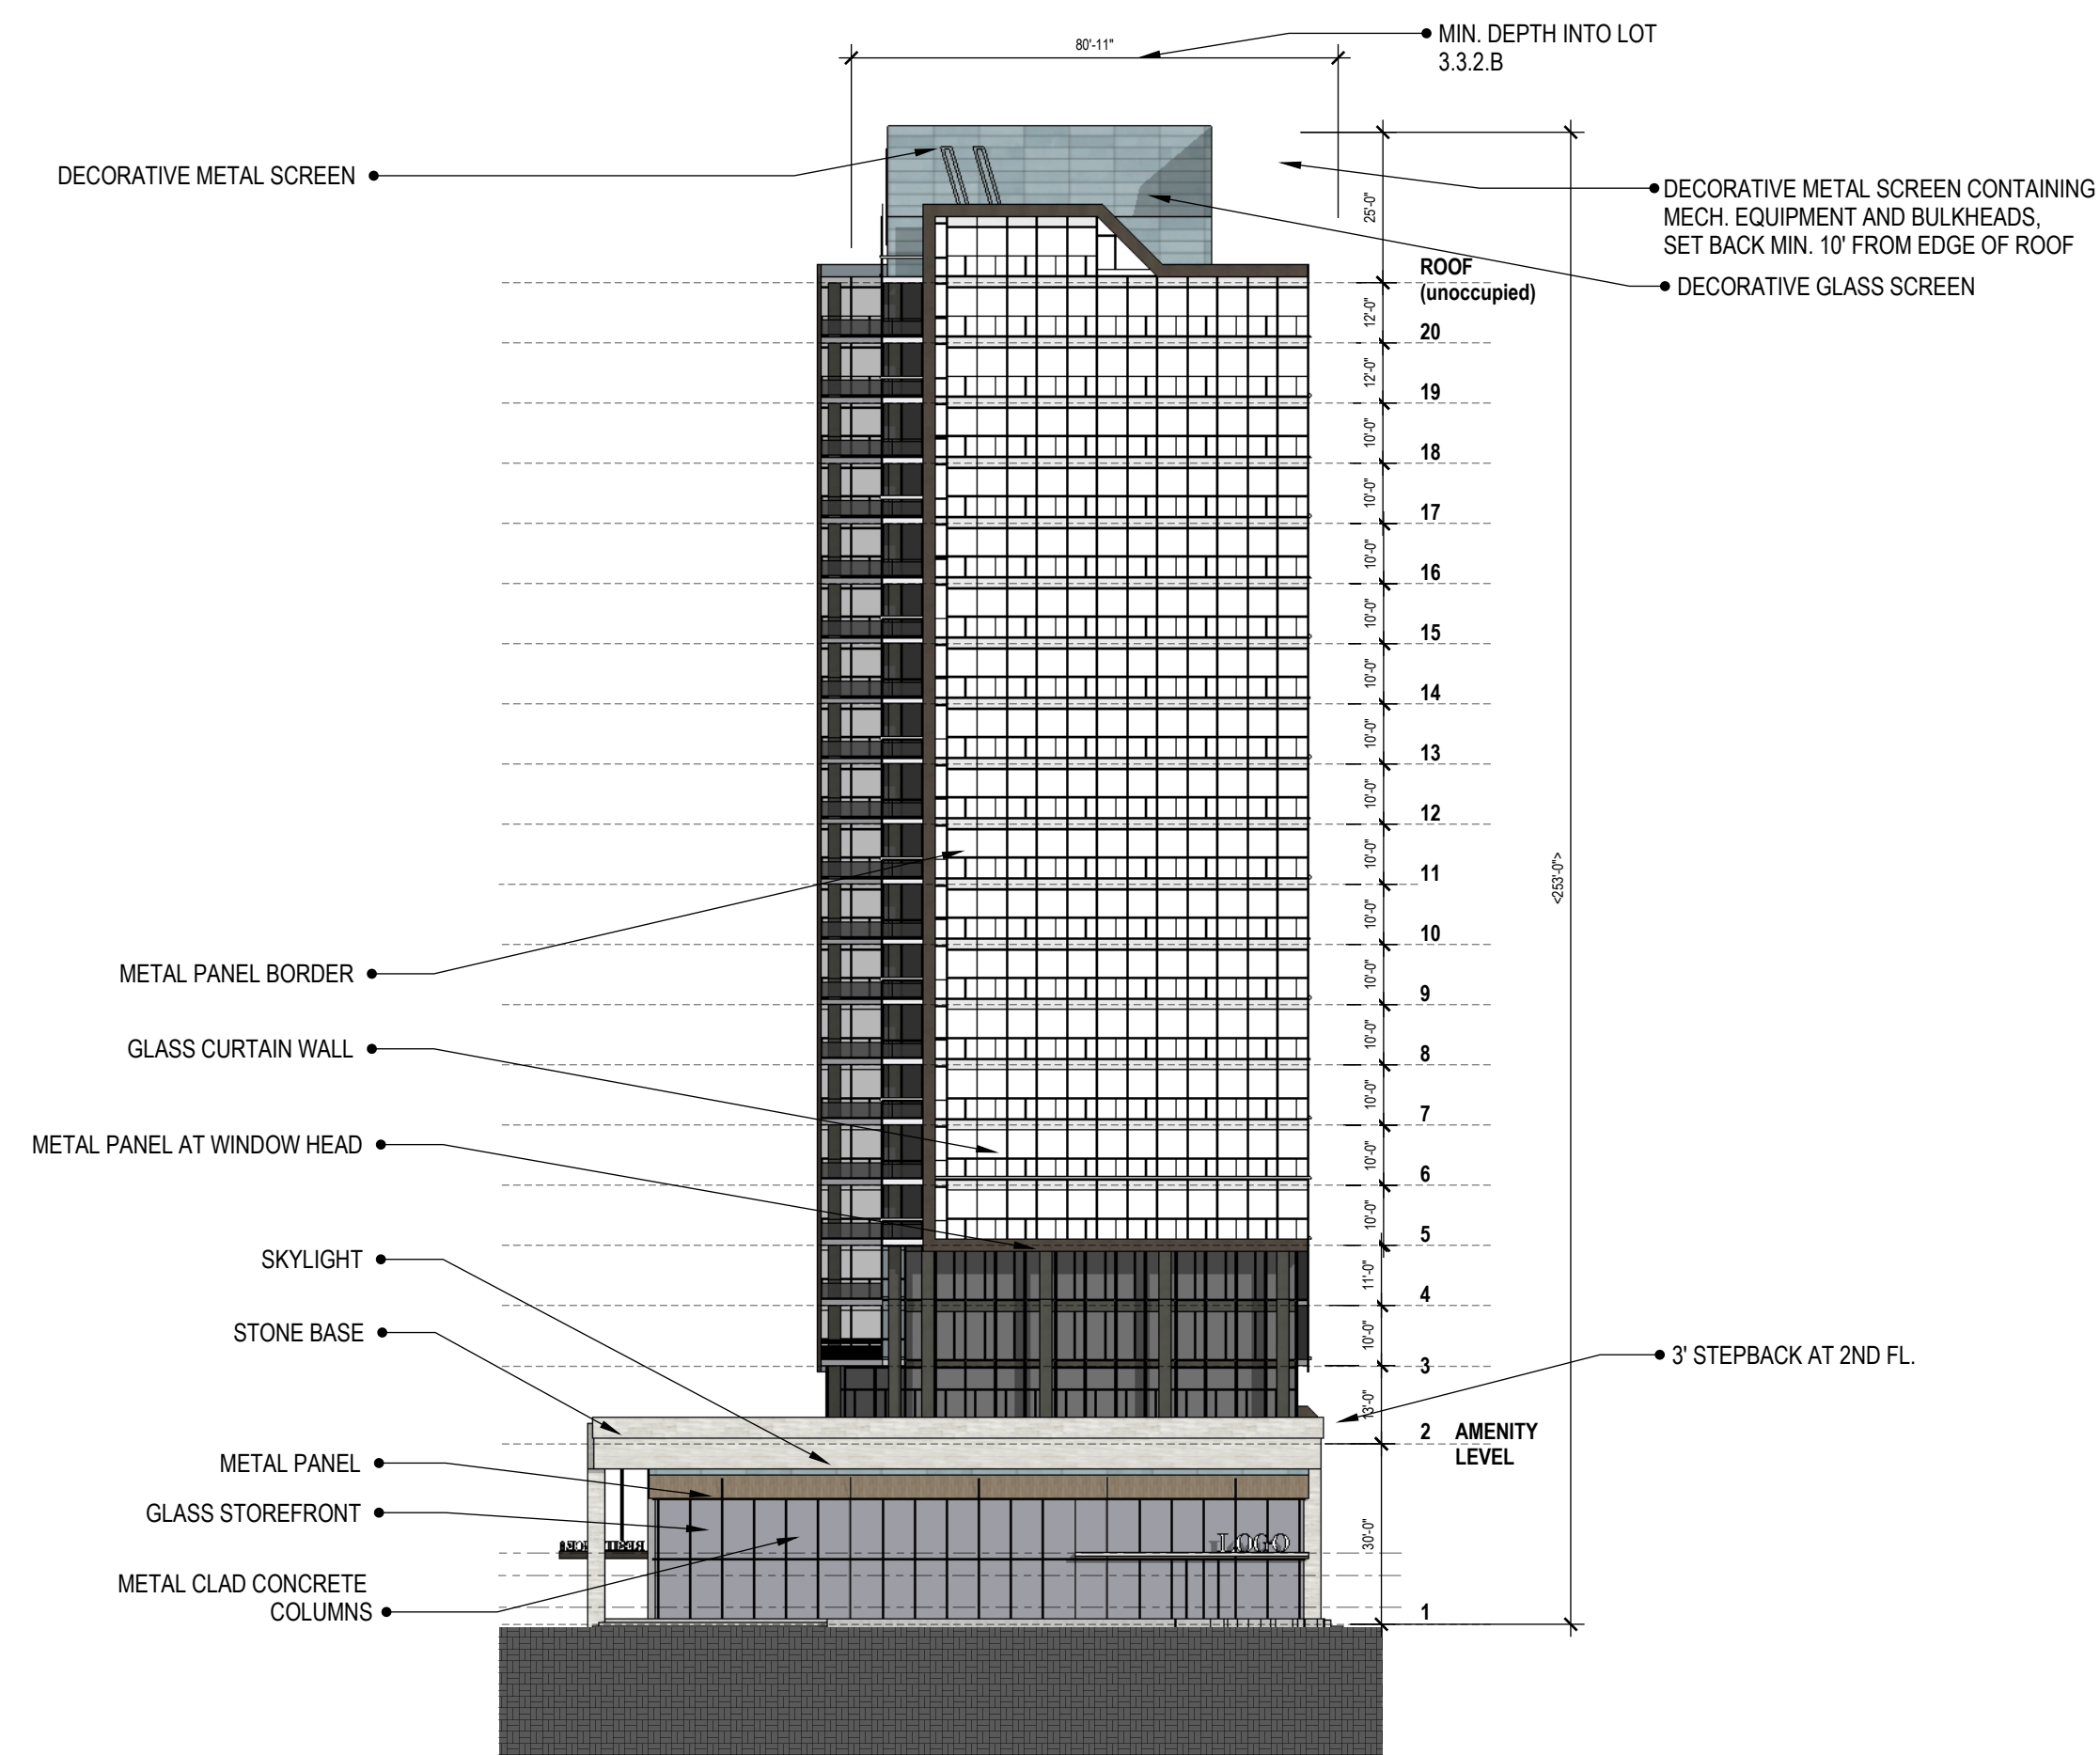 80'-11"
MIN. DEPTH INTO LOT
3.3.2.B
DECORATIVE METAL SCREEN
DECORATIVE METAL SCREEN CONTAINING
MECH. EQUIPMENT AND BULKHEADS,
SET BACK MIN. 10' FROM EDGE OF ROOF
DECORATIVE GLASS SCREEN
25'-0"
ROOF
(unoccupied)
12'-0"
20
12'-0"
19
10'-0"
18
10'-0"
17
10'-0"
16
10'-0"
15
10'-0"
14
10'-0"
13
10'-0"
12
10'-0"
11
<253'-0">
10'-0"
10
METAL PANEL BORDER
10'-0"
9
GLASS CURTAIN WALL
10'-0"
8
10'-0"
7
METAL PANEL AT WINDOW HEAD
10'-0"
6
10'-0"
5
SKYLIGHT
11'-0"
4
STONE BASE
10'-0"
3
3' STEPBACK AT 2ND FL.
13'-0"
2 AMENITY
LEVEL
METAL PANEL
GLASS STOREFRONT
30'-0"
LOGO
RESIDENCES
METAL CLAD CONCRETE
COLUMNS
1